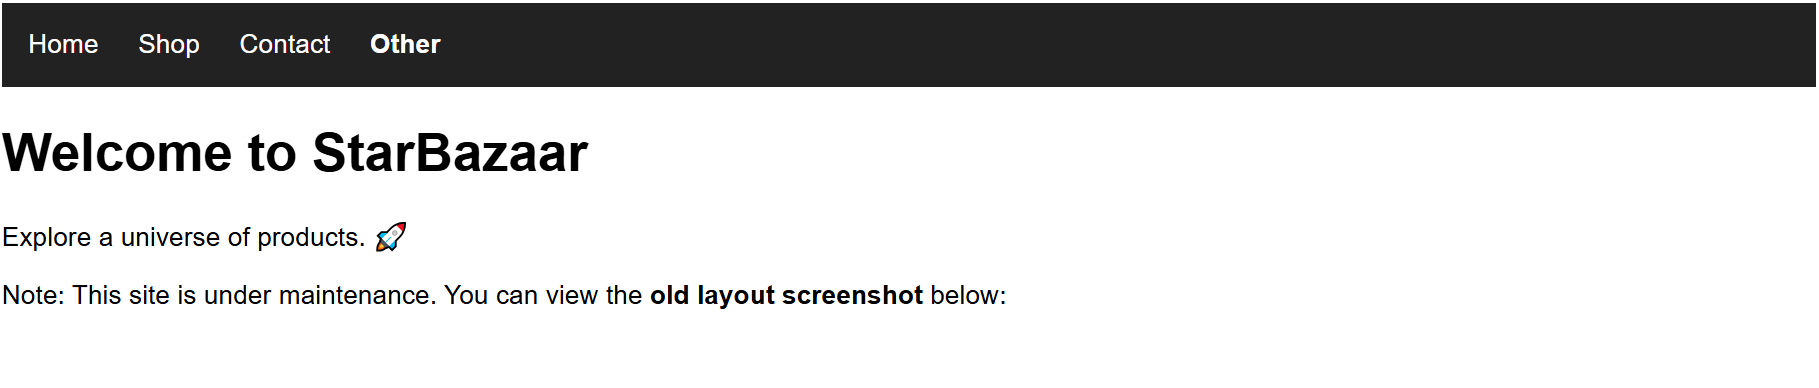 Home Shop Contact Other
Welcome to StarBazaar
Explore a universe of products. 🚀
Note: This site is under maintenance. You can view the old layout screenshot below: